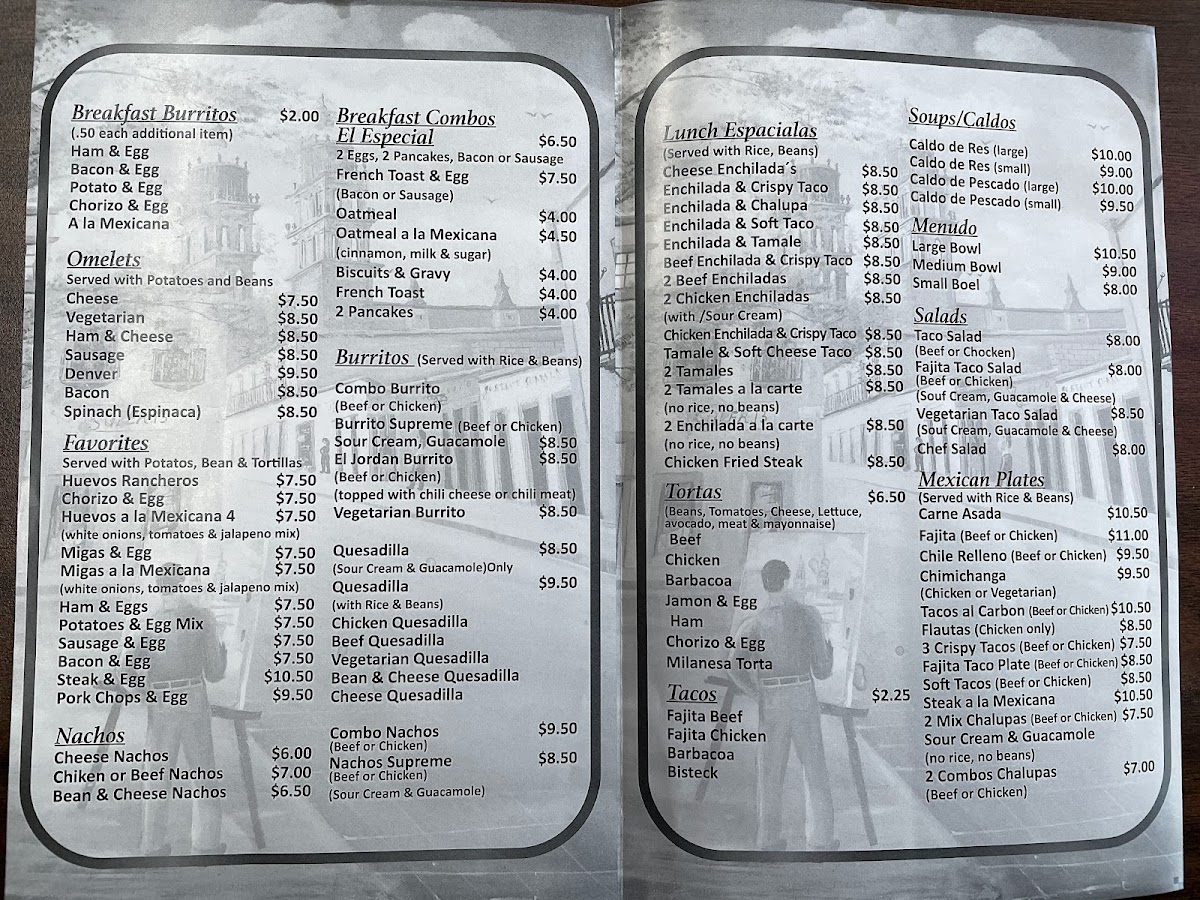 Breakfast Burritos $2.00
(.50 each additional item)
Ham & Egg
Bacon & Egg
Potato & Egg
Chorizo & Egg
A la Mexicana
Omelets
Served with Potatoes and Beans
Cheese $7.50
Vegetarian $8.50
Ham & Cheese $8.50
Sausage $8.50
Denver $9.50
Bacon $8.50
Spinach (Espinaca) $8.50
Favorites
Served with Potatos, Bean & Tortillas
Huevos Rancheros $7.50
Chorizo & Egg $7.50
Huevos a la Mexicana 4 $7.50
(white onions, tomatoes & jalapeno mix)
Migas & Egg $7.50
Migas a la Mexicana $7.50
(white onions, tomatoes & jalapeno mix)
Ham & Eggs $7.50
Potatoes & Egg Mix $7.50
Sausage & Egg $7.50
Bacon & Egg $7.50
Steak & Egg $10.50
Pork Chops & Egg $9.50
Nachos
Cheese Nachos $6.00
Chiken or Beef Nachos $7.00
Bean & Cheese Nachos $6.50
Breakfast Combos
El Especial $6.50
2 Eggs, 2 Pancakes, Bacon or Sausage
French Toast & Egg $7.50
(Bacon or Sausage)
Oatmeal $4.00
Oatmeal a la Mexicana $4.50
(cinnamon, milk & sugar)
Biscuits & Gravy $4.00
French Toast $4.00
2 Pancakes $4.00
Burritos (Served with Rice & Beans)
Combo Burrito
(Beef or Chicken)
Burrito Supreme (Beef or Chicken)
Sour Cream, Guacamole $8.50
El Jordan Burrito $8.50
(Beef or Chicken)
(topped with chili cheese or chili meat)
Vegetarian Burrito $8.50
Quesadilla $8.50
(Sour Cream & Guacamole)Only
Quesadilla $9.50
(with Rice & Beans)
Chicken Quesadilla
Beef Quesadilla
Vegetarian Quesadilla
Bean & Cheese Quesadilla
Cheese Quesadilla
Combo Nachos $9.50
(Beef or Chicken)
Nachos Supreme $8.50
(Beef or Chicken)
(Sour Cream & Guacamole)
Lunch Espacialas
(Served with Rice, Beans)
Cheese Enchilada´s $8.50
Enchilada & Crispy Taco $8.50
Enchilada & Chalupa $8.50
Enchilada & Soft Taco $8.50
Enchilada & Tamale $8.50
Beef Enchilada & Crispy Taco $8.50
2 Beef Enchiladas $8.50
2 Chicken Enchiladas $8.50
(with /Sour Cream)
Chicken Enchilada & Crispy Taco $8.50
Tamale & Soft Cheese Taco $8.50
2 Tamales $8.50
2 Tamales a la carte $8.50
(no rice, no beans)
2 Enchilada a la carte $8.50
(no rice, no beans)
Chicken Fried Steak $8.50
Tortas $6.50
(Beans, Tomatoes, Cheese, Lettuce,
avocado, meat & mayonnaise)
Beef
Chicken
Barbacoa
Jamon & Egg
Ham
Chorizo & Egg
Milanesa Torta
Tacos $2.25
Fajita Beef
Fajita Chicken
Barbacoa
Bisteck
Soups/Caldos
Caldo de Res (large) $10.00
Caldo de Res (small) $9.00
Caldo de Pescado (large) $10.00
Caldo de Pescado (small) $9.50
Menudo
Large Bowl $10.50
Medium Bowl $9.00
Small Boel $8.00
Salads
Taco Salad $8.00
(Beef or Chocken)
Fajita Taco Salad $8.00
(Beef or Chicken)
(Souf Cream, Guacamole & Cheese)
Vegetarian Taco Salad $8.50
(Souf Cream, Guacamole & Cheese)
Chef Salad $8.00
Mexican Plates
(Served with Rice & Beans)
Carne Asada $10.50
Fajita (Beef or Chicken) $11.00
Chile Relleno (Beef or Chicken) $9.50
Chimichanga $9.50
(Chicken or Vegetarian)
Tacos al Carbon (Beef or Chicken) $10.50
Flautas (Chicken only) $8.50
3 Crispy Tacos (Beef or Chicken) $7.50
Fajita Taco Plate (Beef or Chicken) $8.50
Soft Tacos (Beef or Chicken) $8.50
Steak a la Mexicana $10.50
2 Mix Chalupas (Beef or Chicken) $7.50
Sour Cream & Guacamole
(no rice, no beans)
2 Combos Chalupas $7.00
(Beef or Chicken)